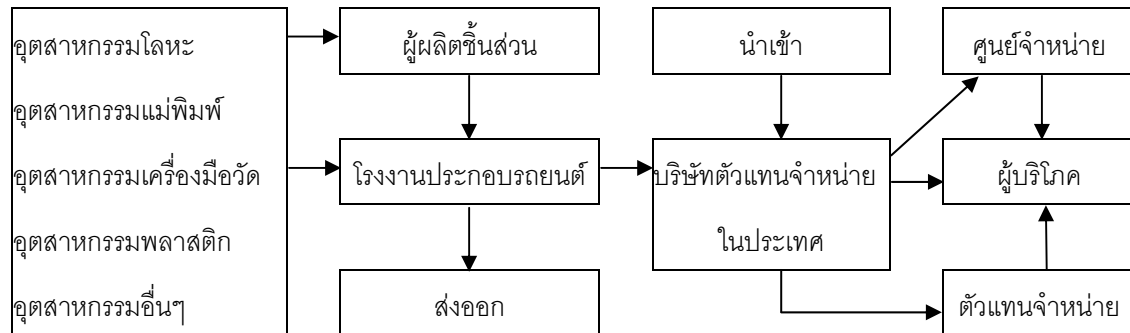 อุตสาหกรรมโลหะ
อุตสาหกรรมแม่พิมพ์
อุตสาหกรรมเครื่องมือวัด
อุตสาหกรรมพลาสติก
อุตสาหกรรมอื่นๆ
ผู้ผลิตชิ้นส่วน
โรงงานประกอบรถยนต์
ส่งออก
นำเข้า
บริษัทตัวแทนจำหน่าย
ในประเทศ
ศูนย์จำหน่าย
ผู้บริโภค
ตัวแทนจำหน่าย